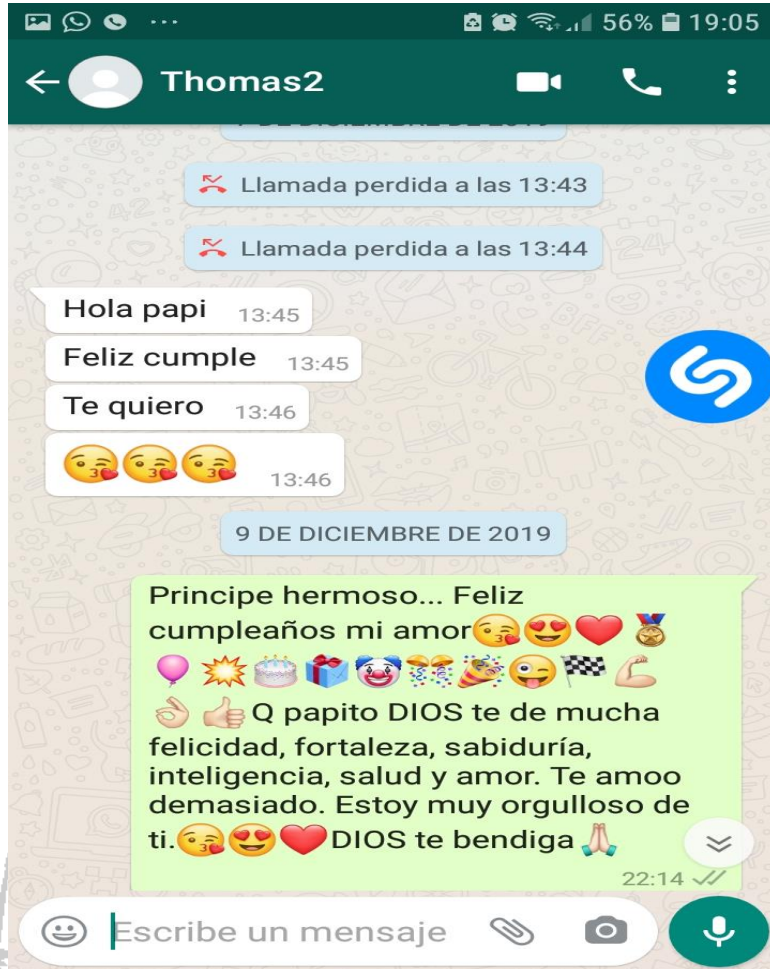 56% 19:05
Thomas2
Llamada perdida a las 13:43
Llamada perdida a las 13:44
Hola papi 13:45
Feliz cumple 13:45
Te quiero 13:46
13:46
9 DE DICIEMBRE DE 2019
Principe hermoso... Feliz
cumpleaños mi amor
Q papito DIOS te de mucha
felicidad, fortaleza, sabiduría,
inteligencia, salud y amor. Te amoo
demasiado. Estoy muy orgulloso de
ti. DIOS te bendiga
22:14
Escribe un mensaje